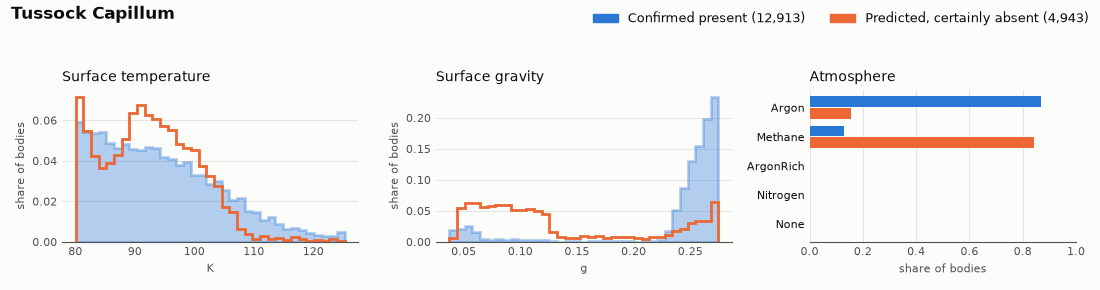 Tussock Capillum
Confirmed present (12,913)
Predicted, certainly absent (4,943)
Surface temperature
share of bodies
0.06
0.04
0.02
0.00
80
90
100
110
120
K
Surface gravity
share of bodies
0.20
0.15
0.10
0.05
0.00
0.05
0.10
0.15
0.20
0.25
g
Atmosphere
Argon
Methane
ArgonRich
Nitrogen
None
0.0
0.2
0.4
0.6
0.8
1.0
share of bodies